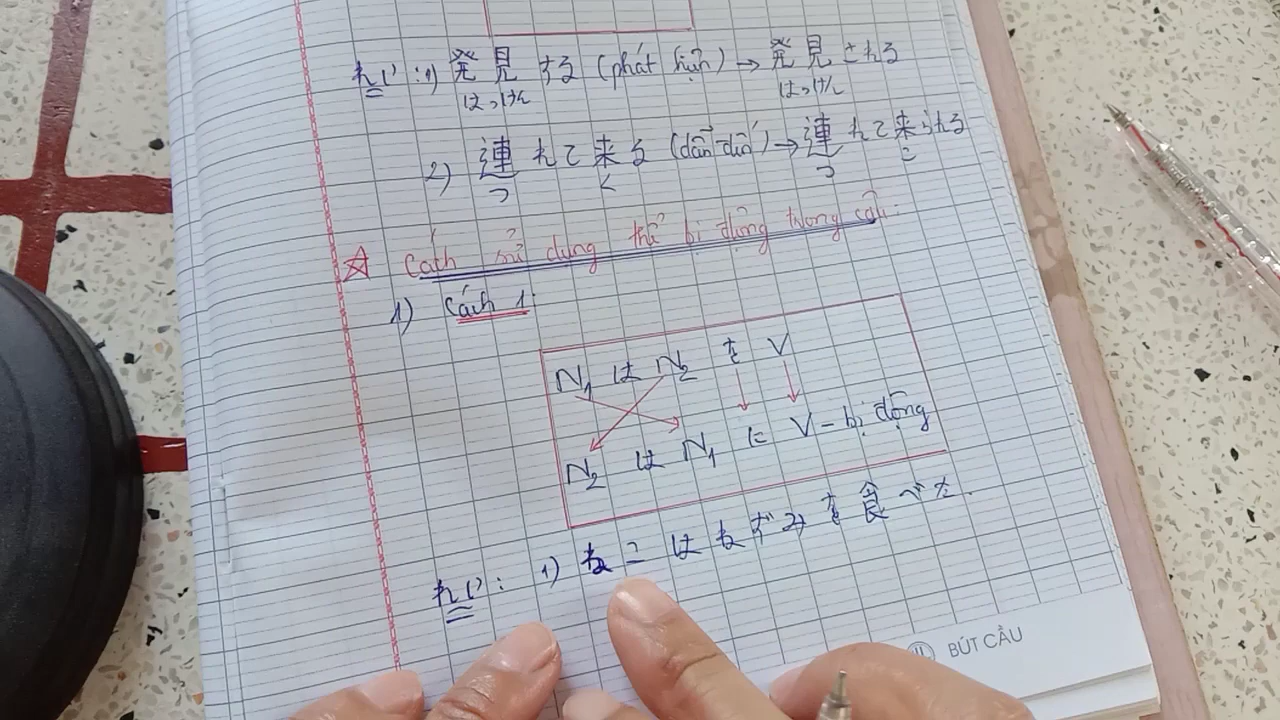 れい: 1) 発見する (phát hiện) → 発見される
はっけん はっけん
2) 連れて来る (dẫn đến) → 連れて来られる
つ く つ こ
☆ Cách sử dụng thể bị động trong câu:
1) Cách 1:
N1 は N2 を V
N2 は N1 に V - bị động
れい: 1) ねこはねずみを食べた.
BÚT CẦU